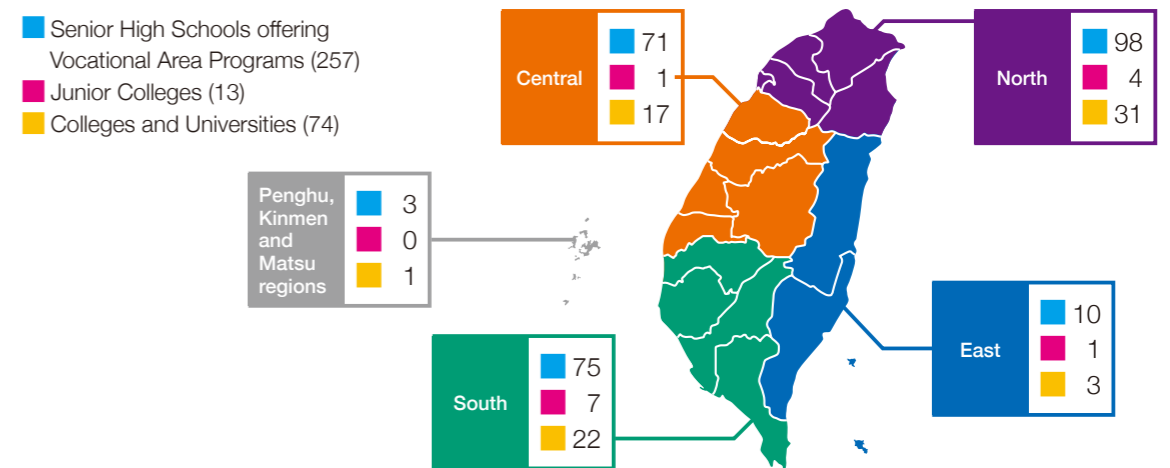 Senior High Schools offering
Vocational Area Programs (257)
Junior Colleges (13)
Colleges and Universities (74)
Central
71
1
17
North
98
4
31
Penghu,
Kinmen
and
Matsu
regions
3
0
1
South
75
7
22
East
10
1
3